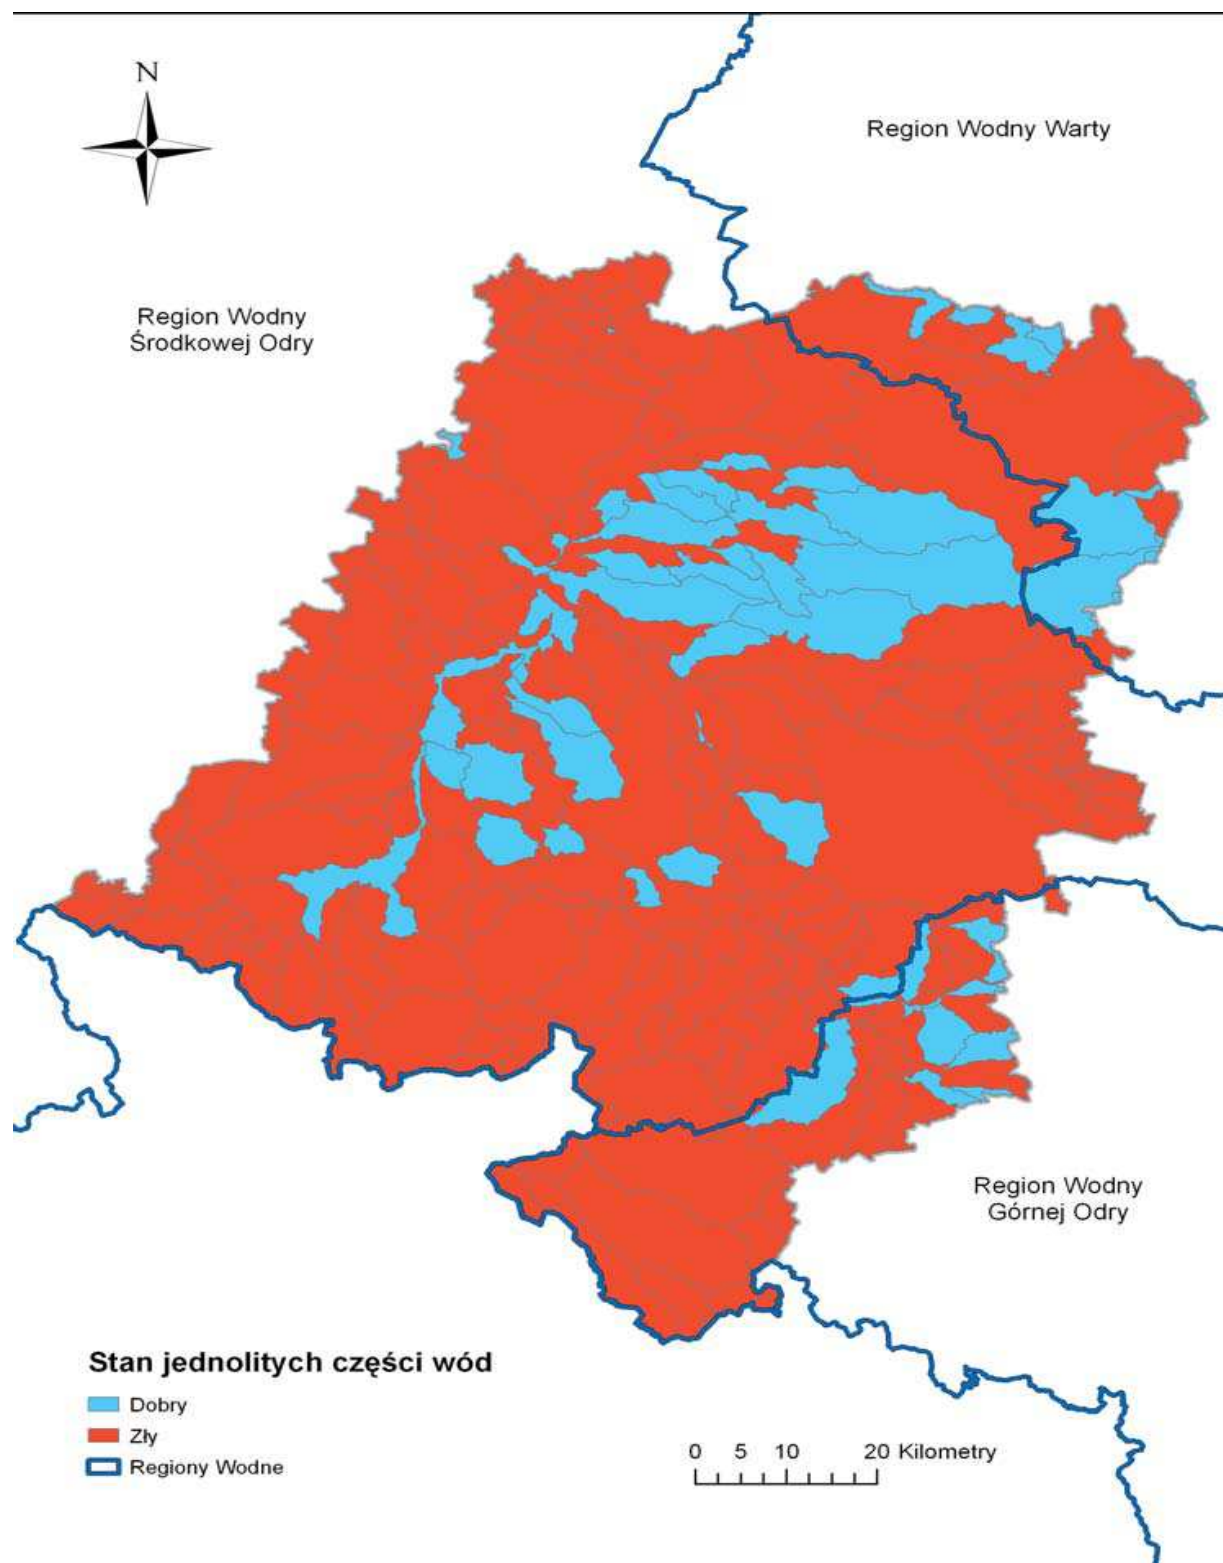 N
Region Wodny Warty
Region Wodny
Środkowej Odry
Region Wodny
Górnej Odry
Stan jednolitych części wód
Dobry
Zły
Regiony Wodne
0 5 10 20 Kilometry